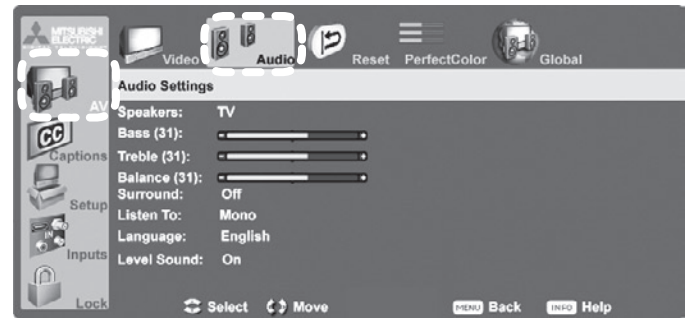 MITSUBISHI
ELECTRIC
Video
Audio
Reset
PerfectColor
Global
AV
Captions
Setup
IN
Inputs
Lock
CC
Audio Settings
Speakers: TV
Bass (31):
Treble (31):
Balance (31):
Surround: Off
Listen To: Mono
Language: English
Level Sound: On
Select Move MENU Back INFO Help